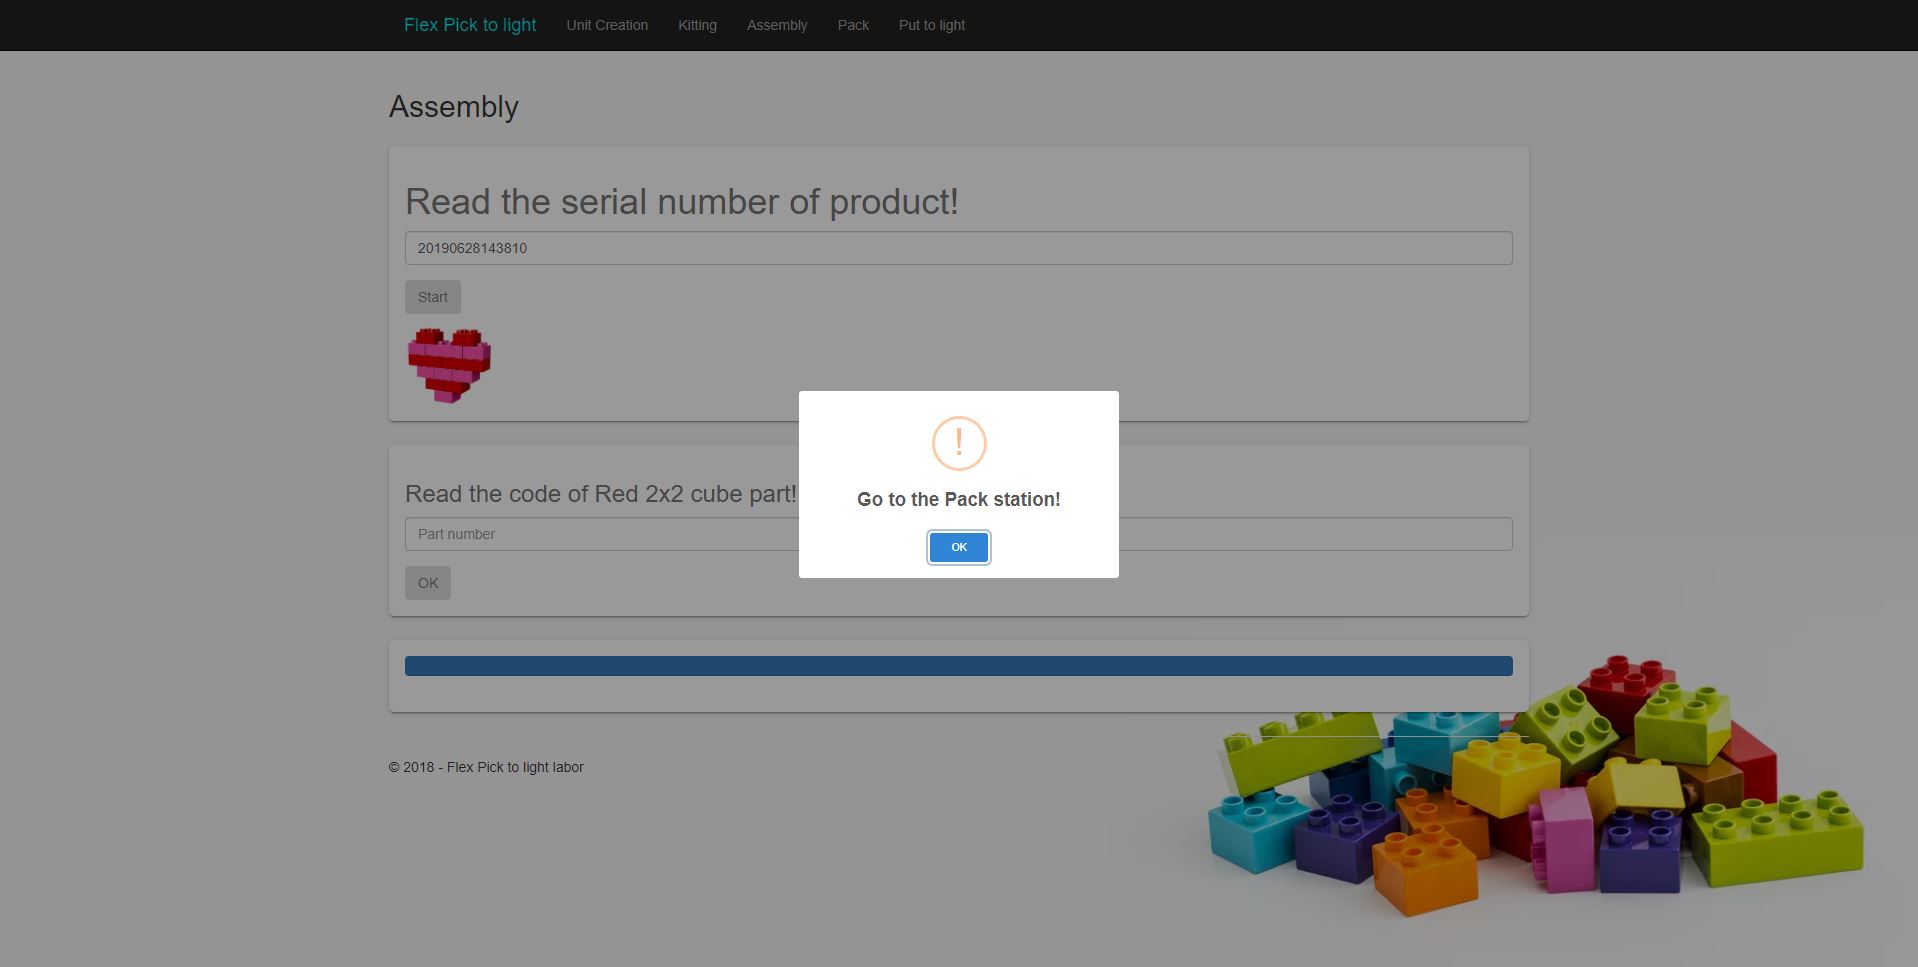 Flex Pick to light Unit Creation Kitting Assembly Pack Put to light
Assembly
Read the serial number of product!
20190628143810
Start
Read the code of Red 2x2 cube part!
Part number
OK
!
Go to the Pack station!
OK
© 2018 - Flex Pick to light labor